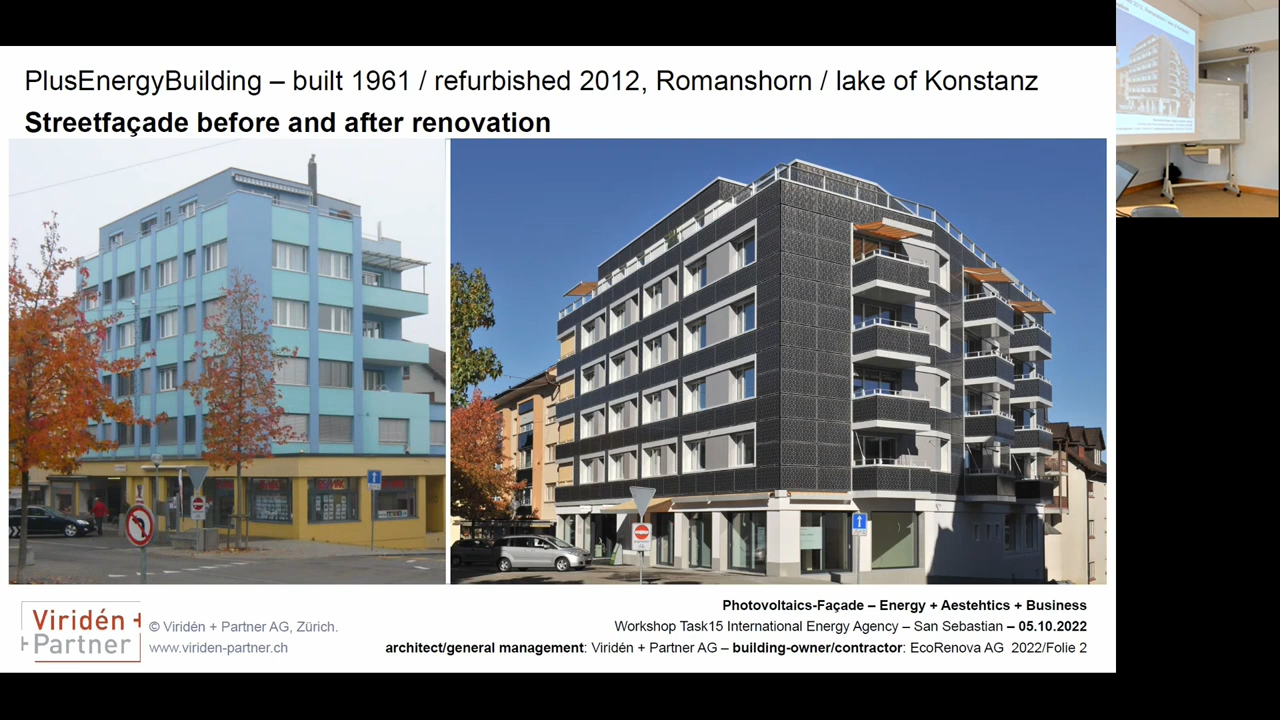 PlusEnergyBuilding – built 1961 / refurbished 2012, Romanshorn / lake of Konstanz
Streetfaçade before and after renovation
Viridén +
+ Partner
© Viridén + Partner AG, Zürich.
www.viriden-partner.ch
Photovoltaics-Façade – Energy + Aestehtics + Business
Workshop Task15 International Energy Agency – San Sebastian – 05.10.2022
architect/general management: Viridén + Partner AG – building-owner/contractor: EcoRenova AG 2022/Folie 2